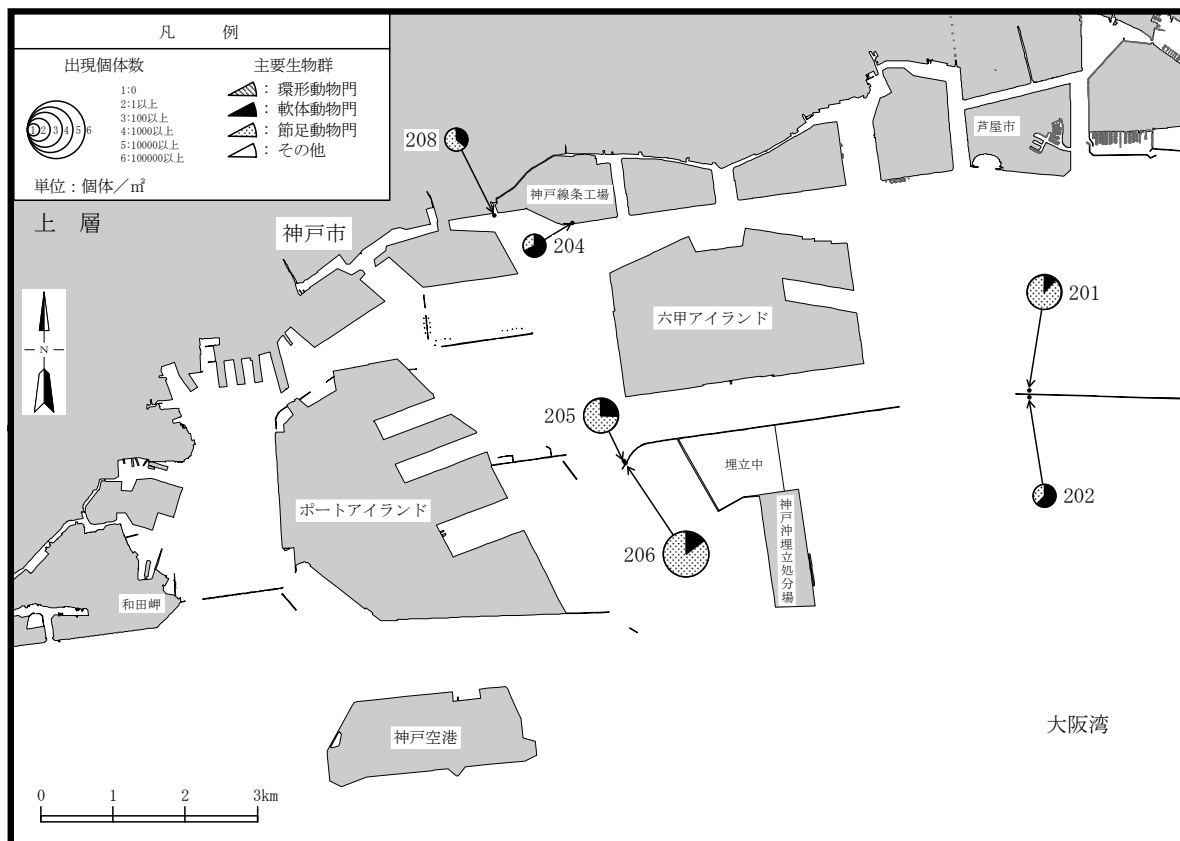 凡 例
出現個体数
1:0
2:1以上
3:100以上
4:1000以上
5:10000以上
6:100000以上
1 2 3 4 5 6
単位：個体／㎡
主要生物群
：環形動物門
：軟体動物門
：節足動物門
：その他
上 層
208
神戸線条工場
204
芦屋市
神戸市
N
六甲アイランド
201
205
埋立中
202
ポートアイランド
神戸沖埋立処分場
206
和田岬
神戸空港
大阪湾
0 1 2 3km